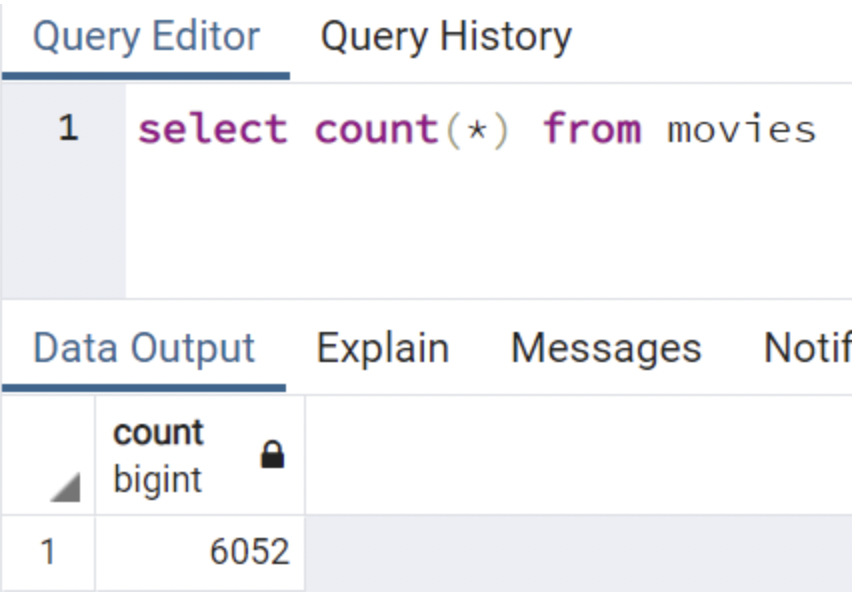 Query Editor Query History
1 select count(*) from movies
Data Output Explain Messages Notif
count
bigint
1 6052